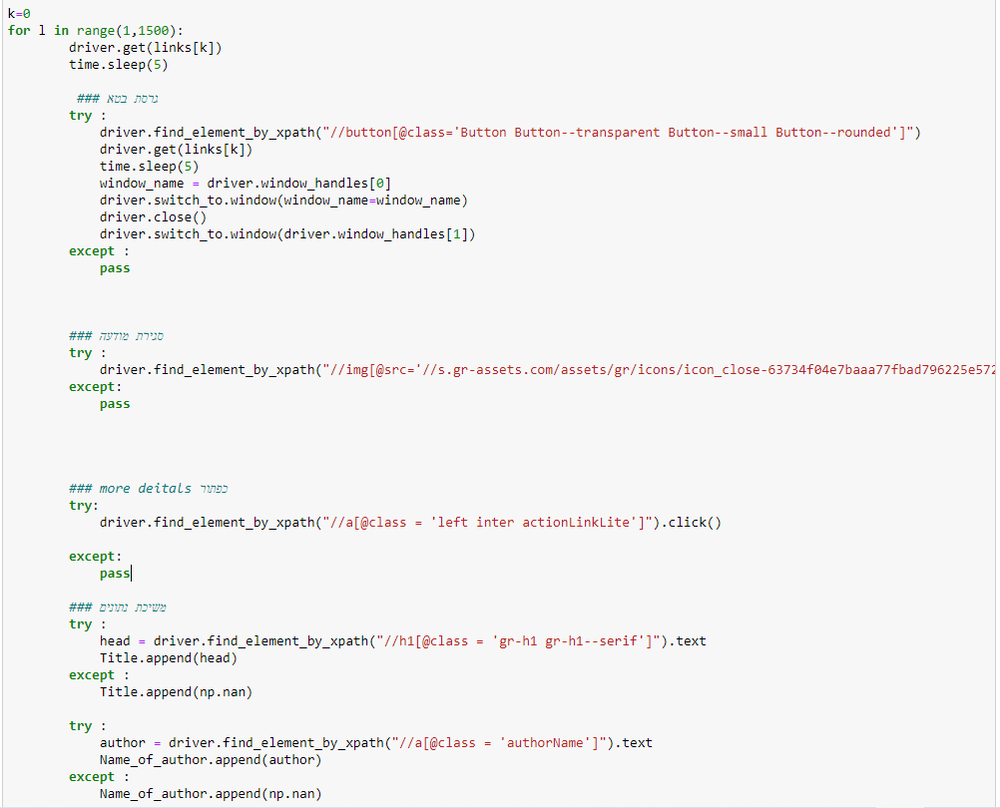 k=0
for l in range(1,1500):
driver.get(links[k])
time.sleep(5)
### גרסת בטא
try :
driver.find_element_by_xpath("//button[@class='Button Button--transparent Button--small Button--rounded']")
driver.get(links[k])
time.sleep(5)
window_name = driver.window_handles[0]
driver.switch_to.window(window_name=window_name)
driver.close()
driver.switch_to.window(driver.window_handles[1])
except :
pass
### סגירת מודעה
try :
driver.find_element_by_xpath("//img[@src='//s.gr-assets.com/assets/gr/icons/icon_close-63734f04e7baaa77fbad796225e572
except:
pass
### more deitals כפתור
try:
driver.find_element_by_xpath("//a[@class = 'left inter actionLinkLite']").click()
except:
pass
### משיכת נתונים
try :
head = driver.find_element_by_xpath("//h1[@class = 'gr-h1 gr-h1--serif']").text
Title.append(head)
except :
Title.append(np.nan)
try :
author = driver.find_element_by_xpath("//a[@class = 'authorName']").text
Name_of_author.append(author)
except :
Name_of_author.append(np.nan)